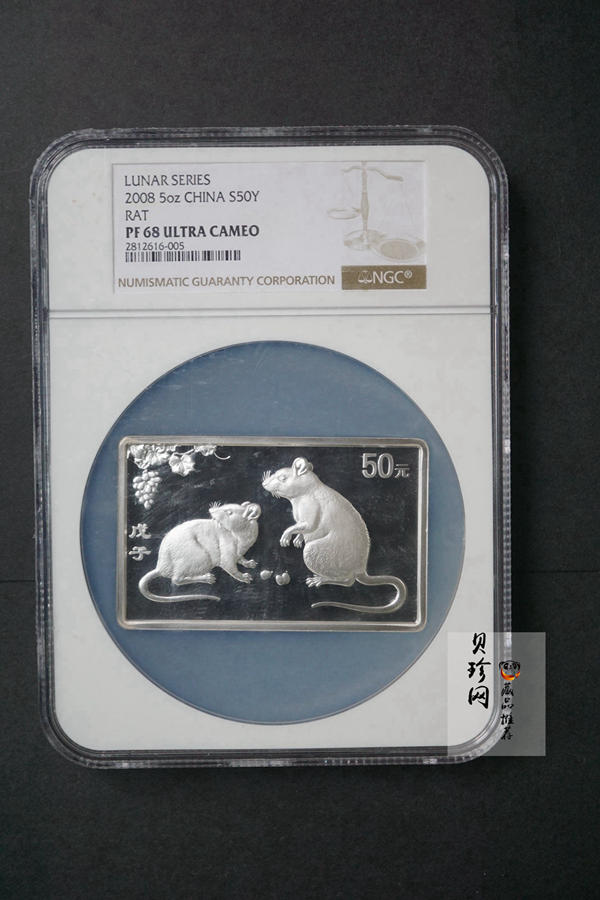 LUNAR SERIES
2008 5oz CHINA S50Y
RAT
PF 68 ULTRA CAMEO
2812616-005
NUMISMATIC GUARANTY CORPORATION
NGC®
50元
戊子
贝珍网
藏品推荐